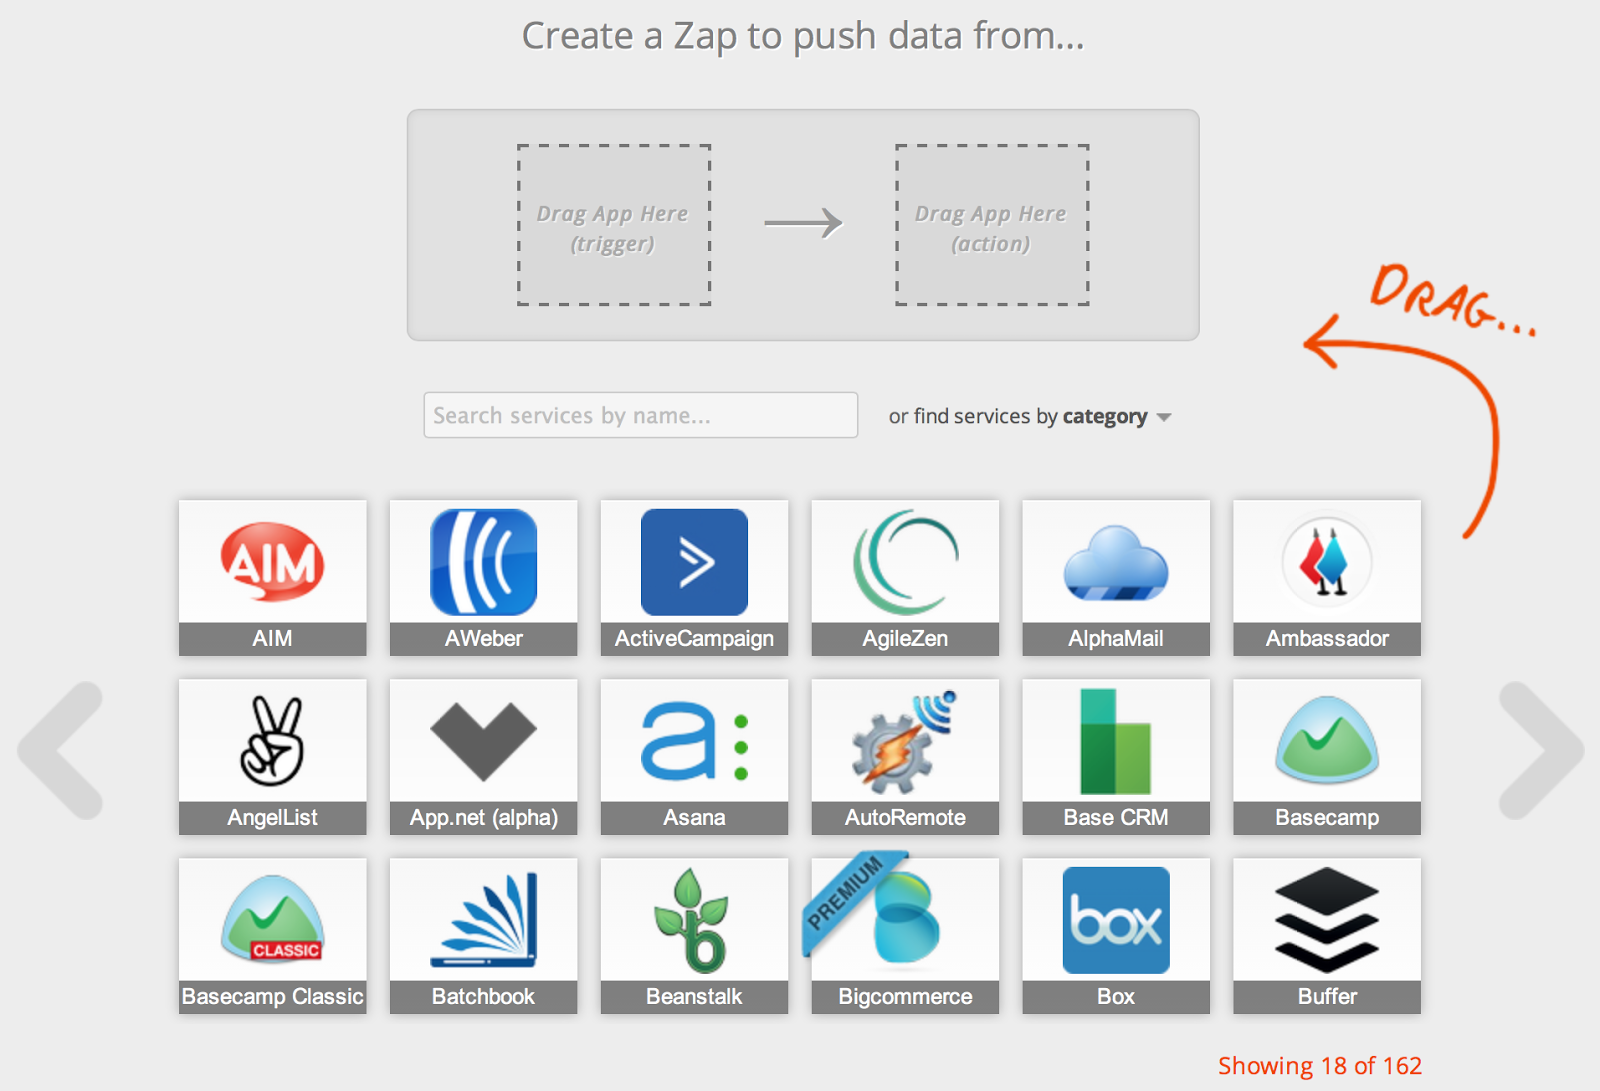 Create a Zap to push data from...
Drag App Here
(trigger)
Drag App Here
(action)
DRAG...
Search services by name...
or find services by category
AIM
AIM
AWeber
ActiveCampaign
AgileZen
AlphaMail
Ambassador
AngelList
App.net (alpha)
a:
Asana
AutoRemote
Base CRM
Basecamp
CLASSIC
Basecamp Classic
Batchbook
b
Beanstalk
PREMIUM
Bigcommerce
box
Box
Buffer
Showing 18 of 162